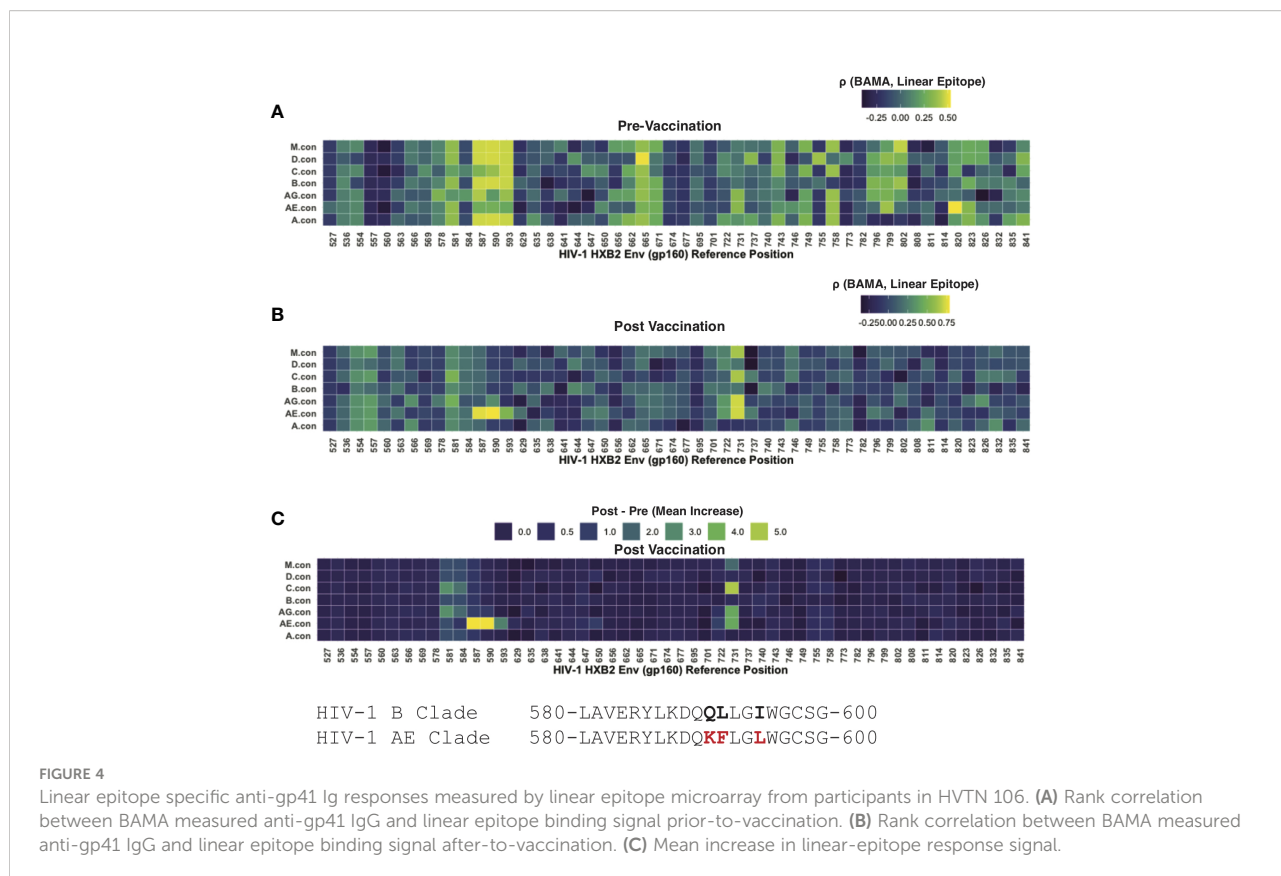 ρ (BAMA, Linear Epitope)
-0.25 0.00 0.25 0.50
A
Pre-Vaccination
M.con
D.con
C.con
B.con
AG.con
AE.con
A.con
527 536 554 557 560 563 566 569 578 581 584 587 590 593 629 635 638 641 644 647 650 656 662 665 671 674 677 695 701 722 731 737 740 743 746 749 755 758 773 782 796 799 802 808 811 814 820 823 826 832 835 841
HIV-1 HXB2 Env (gp160) Reference Position
ρ (BAMA, Linear Epitope)
-0.250.00 0.25 0.50 0.75
B
Post Vaccination
M.con
D.con
C.con
B.con
AG.con
AE.con
A.con
527 536 554 557 560 563 566 569 578 581 584 587 590 593 629 635 638 641 644 647 650 656 662 665 671 674 677 695 701 722 731 737 740 743 746 749 755 758 773 782 796 799 802 808 811 814 820 823 826 832 835 841
HIV-1 HXB2 Env (gp160) Reference Position
C
Post - Pre (Mean Increase)
0.0 0.5 1.0 2.0 3.0 4.0 5.0
Post Vaccination
M.con
D.con
C.con
B.con
AG.con
AE.con
A.con
527 536 554 557 560 563 566 569 578 581 584 587 590 593 629 635 638 641 644 647 650 656 662 665 671 674 677 695 701 722 731 737 740 743 746 749 755 758 773 782 796 799 802 808 811 814 820 823 826 832 835 841
HIV-1 HXB2 Env (gp160) Reference Position
HIV-1 B Clade 580-LAVERYLKDQQLLGIWGCSG-600
HIV-1 AE Clade 580-LAVERYLKDQKFLGLWGCSG-600
FIGURE 4
Linear epitope specific anti-gp41 Ig responses measured by linear epitope microarray from participants in HVTN 106. (A) Rank correlation
between BAMA measured anti-gp41 IgG and linear epitope binding signal prior-to-vaccination. (B) Rank correlation between BAMA measured
anti-gp41 IgG and linear epitope binding signal after-to-vaccination. (C) Mean increase in linear-epitope response signal.